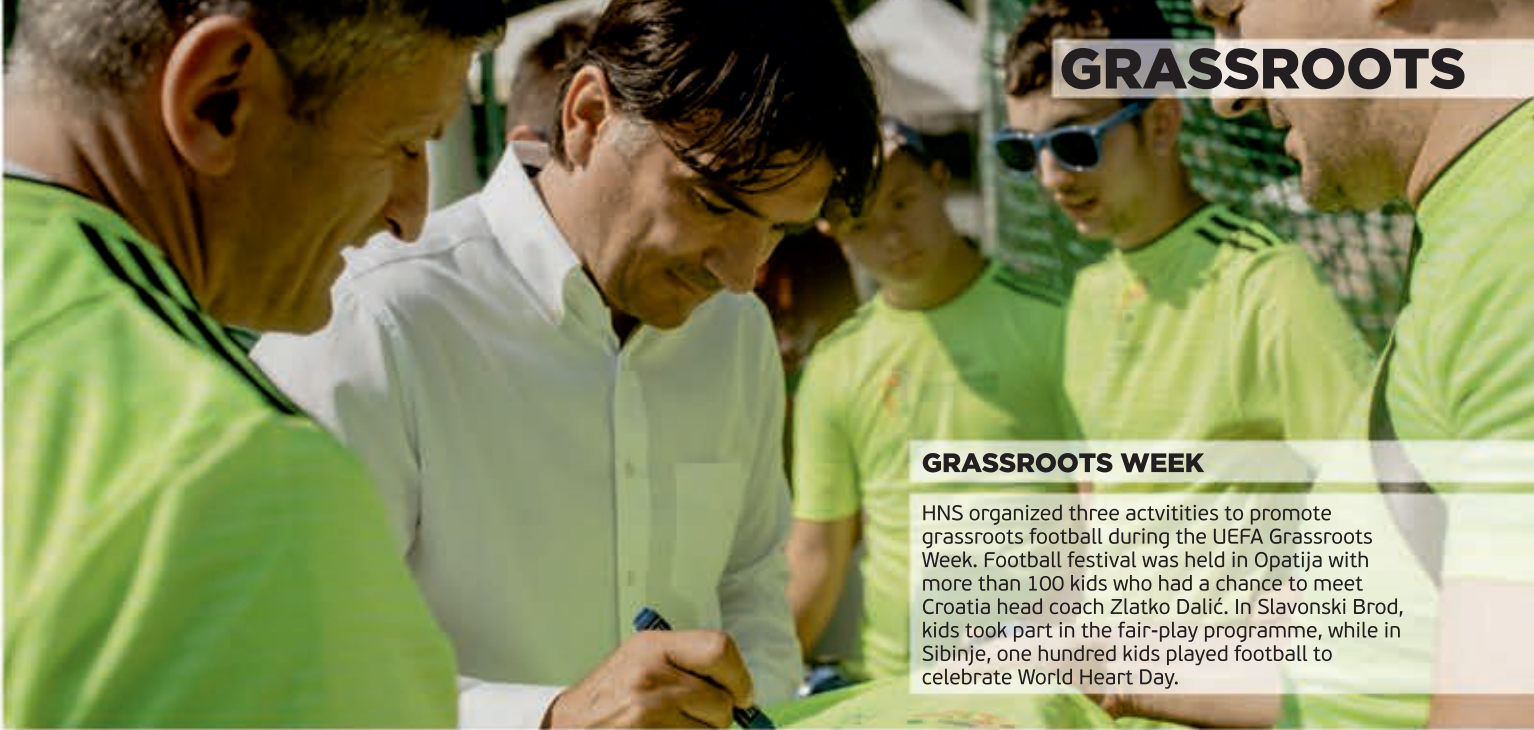 GRASSROOTS
GRASSROOTS WEEK
HNS organized three actvitities to promote
grassroots football during the UEFA Grassroots
Week. Football festival was held in Opatija with
more than 100 kids who had a chance to meet
Croatia head coach Zlatko Dalić. In Slavonski Brod,
kids took part in the fair-play programme, while in
Sibinje, one hundred kids played football to
celebrate World Heart Day.